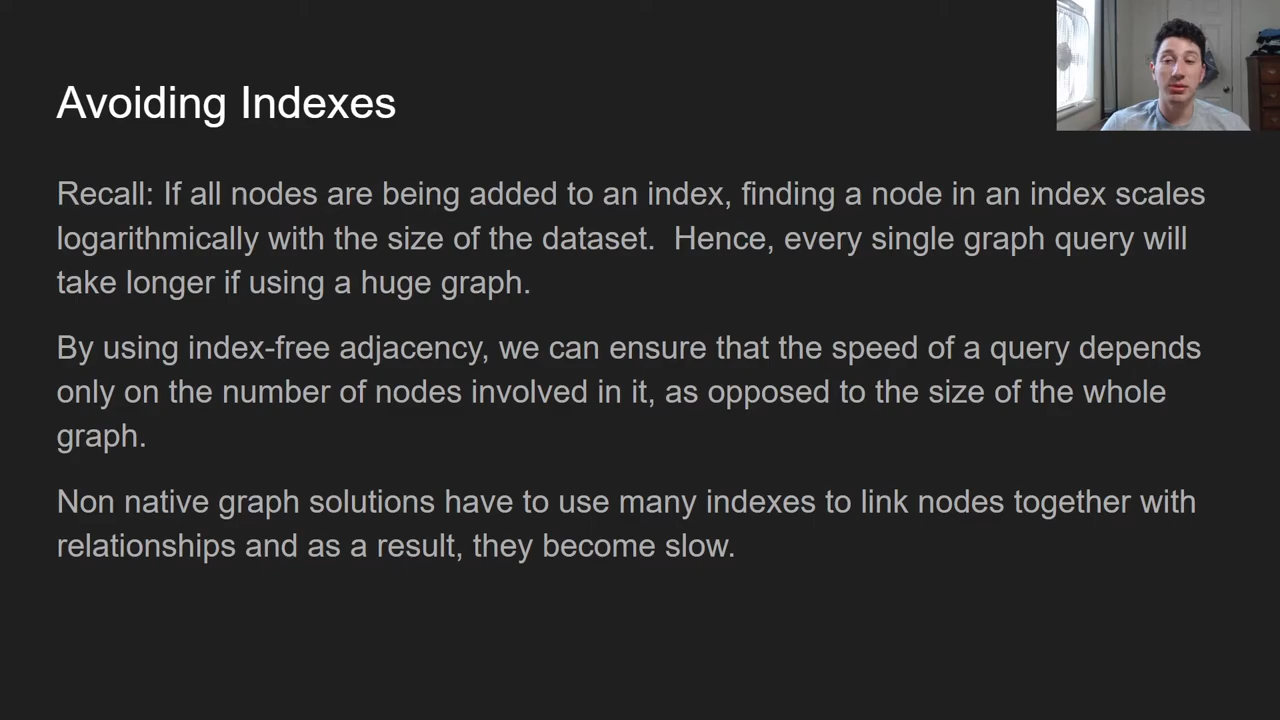 Avoiding Indexes
Recall: If all nodes are being added to an index, finding a node in an index scales
logarithmically with the size of the dataset.  Hence, every single graph query will
take longer if using a huge graph.
By using index-free adjacency, we can ensure that the speed of a query depends
only on the number of nodes involved in it, as opposed to the size of the whole
graph.
Non native graph solutions have to use many indexes to link nodes together with
relationships and as a result, they become slow.